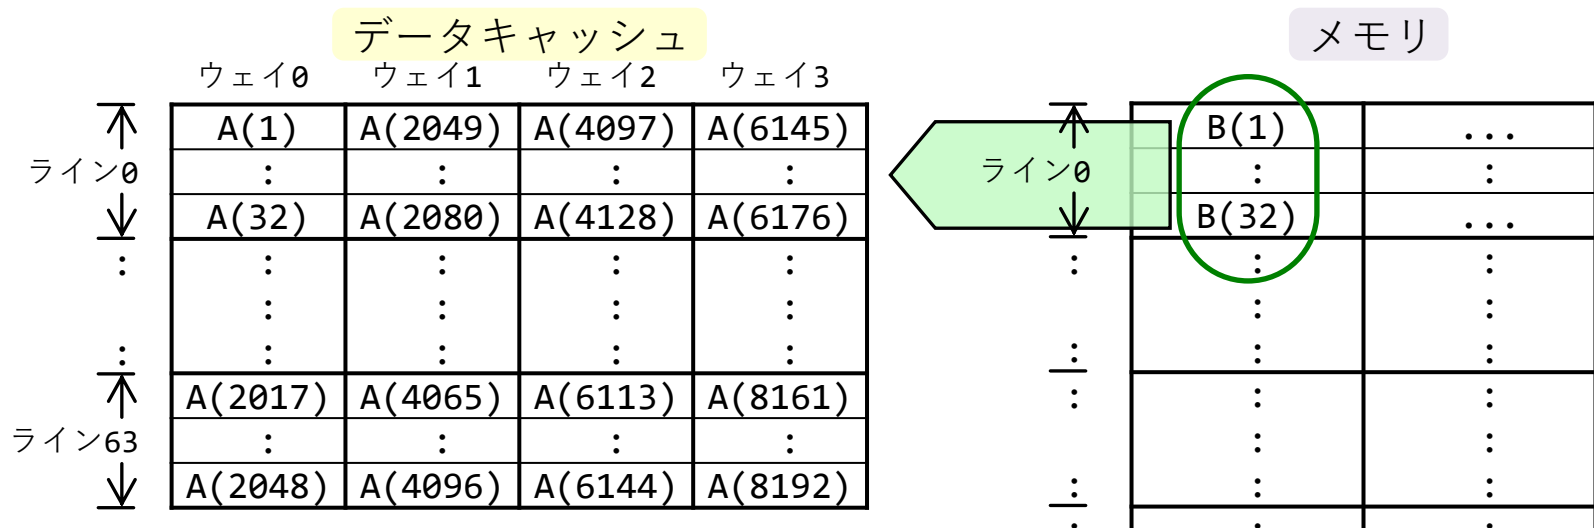 データキャッシュ メモリ
ウェイ0 ウェイ1 ウェイ2 ウェイ3
A(1) A(2049) A(4097) A(6145) B(1) ...
ライン0 : : : : ライン0 : :
A(32) A(2080) A(4128) A(6176) B(32) ...
: : : : : : : :
: : : : : :
: : : : : : : :
A(2017) A(4065) A(6113) A(8161) : : :
ライン63 : : : : : :
A(2048) A(4096) A(6144) A(8192) : : :
: : :